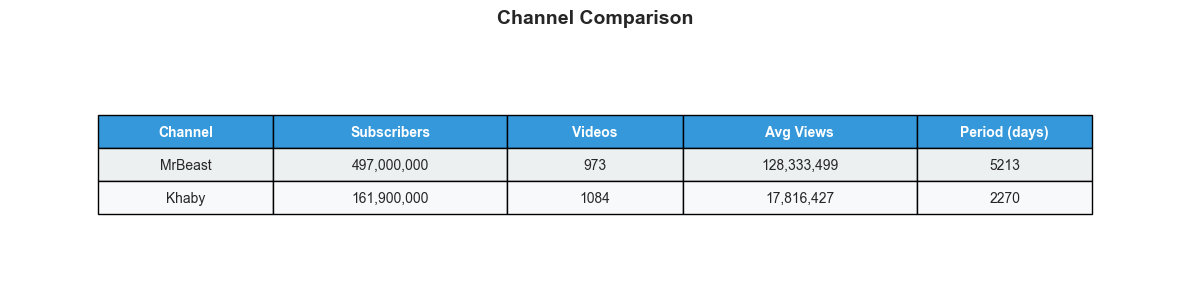 Channel Comparison
Channel Subscribers Videos Avg Views Period (days)
MrBeast 497,000,000 973 128,333,499 5213
Khaby 161,900,000 1084 17,816,427 2270